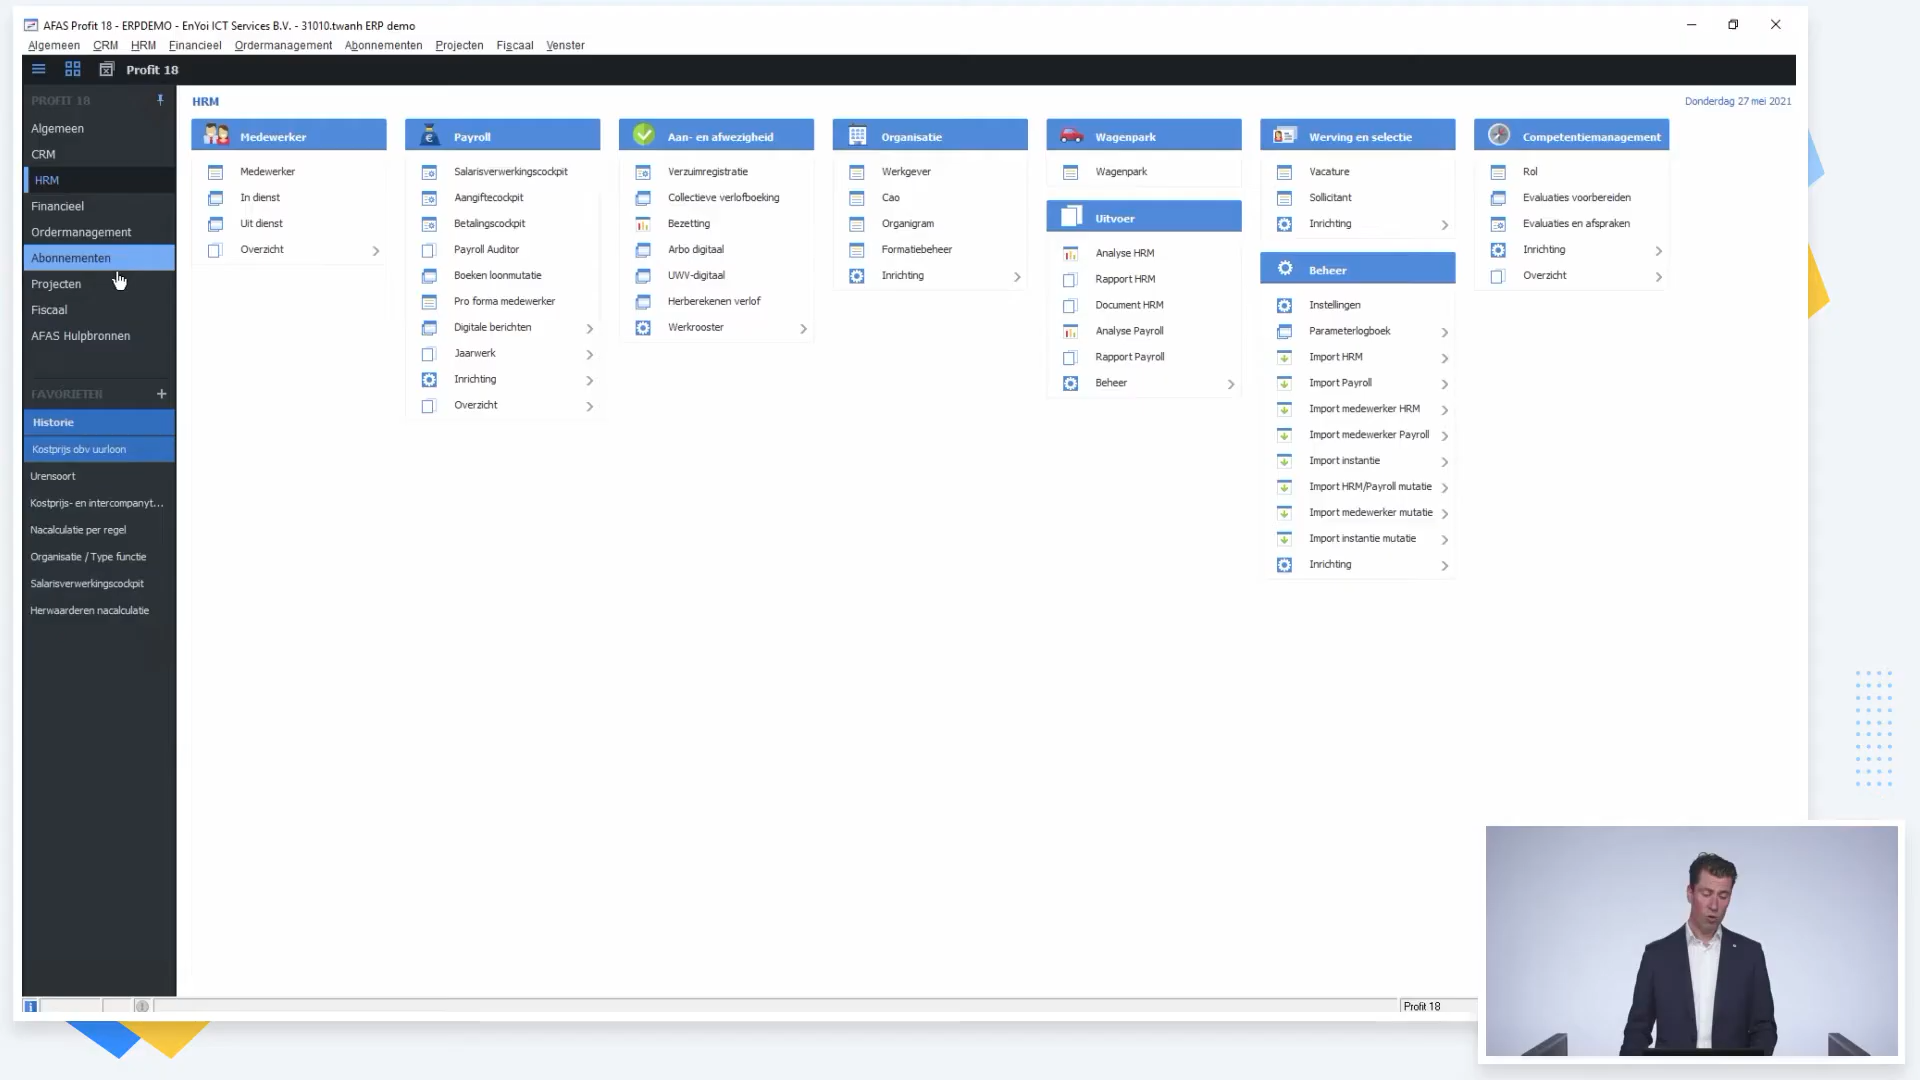 AFAS Profit 18 - ERPDEMO - EnYoi ICT Services B.V. - 31010.twanh ERP demo
Algemeen CRM HRM Financieel Ordermanagement Abonnementen Projecten Fiscaal Venster
Profit 18
PROFIT 18
Algemeen
CRM
HRM
Financieel
Ordermanagement
Abonnementen
Projecten
Fiscaal
AFAS Hulpbronnen
FAVORIETEN
Historie
Kostprijs obv uurloon
Urensoort
Kostprijs- en intercompanyt...
Nacalculatie per regel
Organisatie / Type functie
Salarisverwerkingscockpit
Herwaarderen nacalculatie
HRM
Donderdag 27 mei 2021
Medewerker
Medewerker
In dienst
Uit dienst
Overzicht
Payroll
Salarisverwerkingscockpit
Aangiftecockpit
Betalingscockpit
Payroll Auditor
Boeken loonmutatie
Pro forma medewerker
Digitale berichten
Jaarwerk
Inrichting
Overzicht
Aan- en afwezigheid
Verzuimregistratie
Collectieve verlofboeking
Bezetting
Arbo digitaal
UWV-digitaal
Herberekenen verlof
Werkrooster
Organisatie
Werkgever
Cao
Organigram
Formatiebeheer
Inrichting
Wagenpark
Wagenpark
Uitvoer
Analyse HRM
Rapport HRM
Document HRM
Analyse Payroll
Rapport Payroll
Beheer
Werving en selectie
Vacature
Sollicitant
Inrichting
Beheer
Instellingen
Parameterlogboek
Import HRM
Import Payroll
Import medewerker HRM
Import medewerker Payroll
Import instantie
Import HRM/Payroll mutatie
Import medewerker mutatie
Import instantie mutatie
Inrichting
Competentiemanagement
Rol
Evaluaties voorbereiden
Evaluaties en afspraken
Inrichting
Overzicht
Profit 18